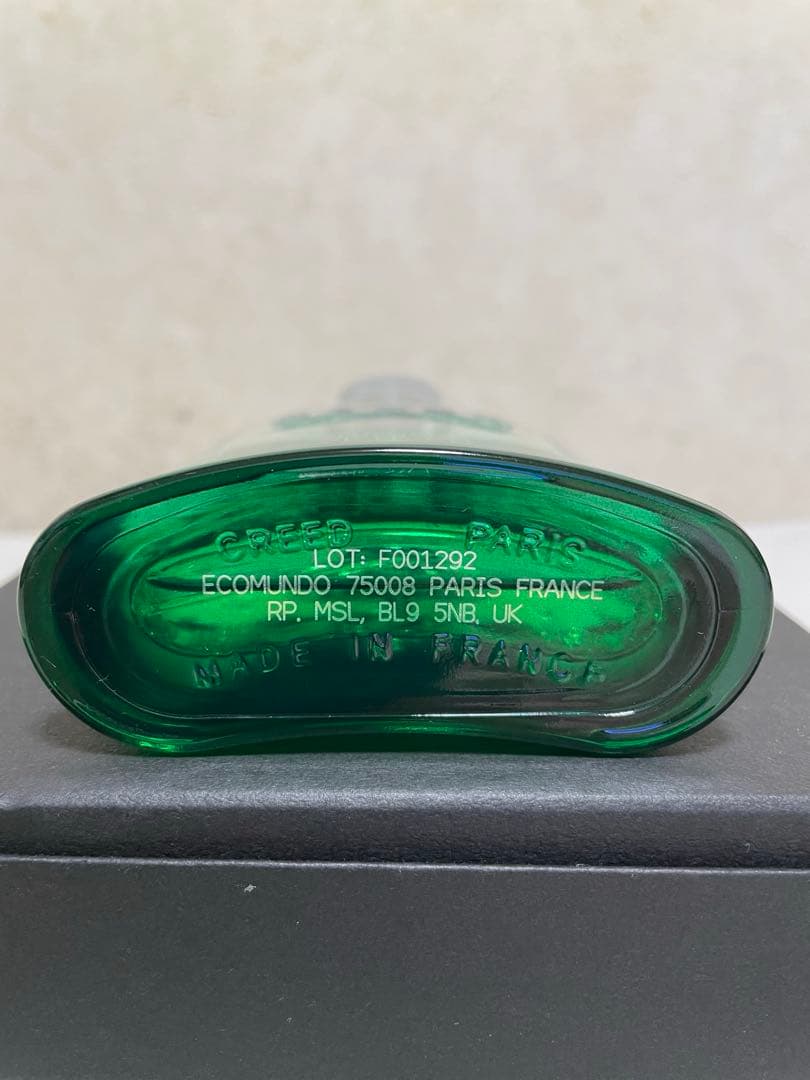 CREED PARIS
LOT: F001292
ECOMUNDO 75008 PARIS FRANCE
RP. MSL, BL9 5NB, UK
MADE IN FRANCE